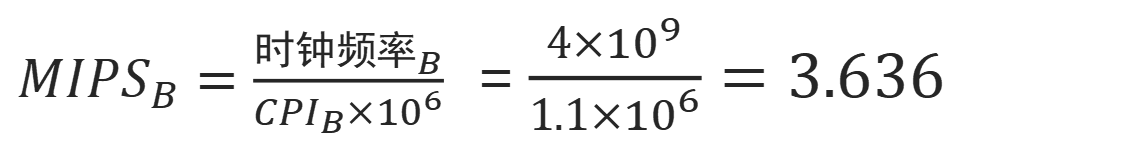 MIPS_B = 时钟频率_B / CPI_B×10^6 = 4×10^9 / 1.1×10^6 = 3.636